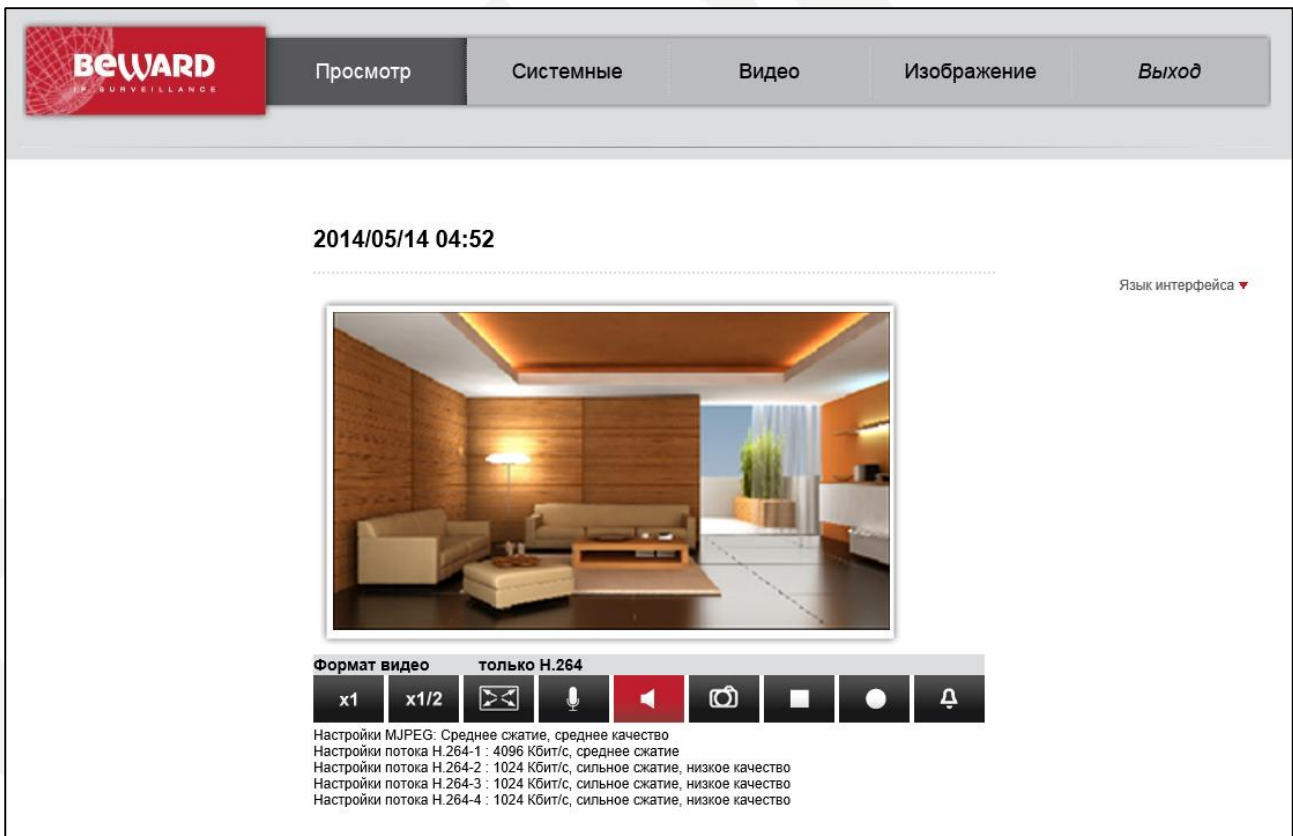 BEWARD
IP SURVEILLANCE
Просмотр Системные Видео Изображение Выход
2014/05/14 04:52
Язык интерфейса
Формат видео только H.264
x1 x1/2
Настройки MJPEG: Среднее сжатие, среднее качество
Настройки потока H.264-1 : 4096 Кбит/с, среднее сжатие
Настройки потока H.264-2 : 1024 Кбит/с, сильное сжатие, низкое качество
Настройки потока H.264-3 : 1024 Кбит/с, сильное сжатие, низкое качество
Настройки потока H.264-4 : 1024 Кбит/с, сильное сжатие, низкое качество